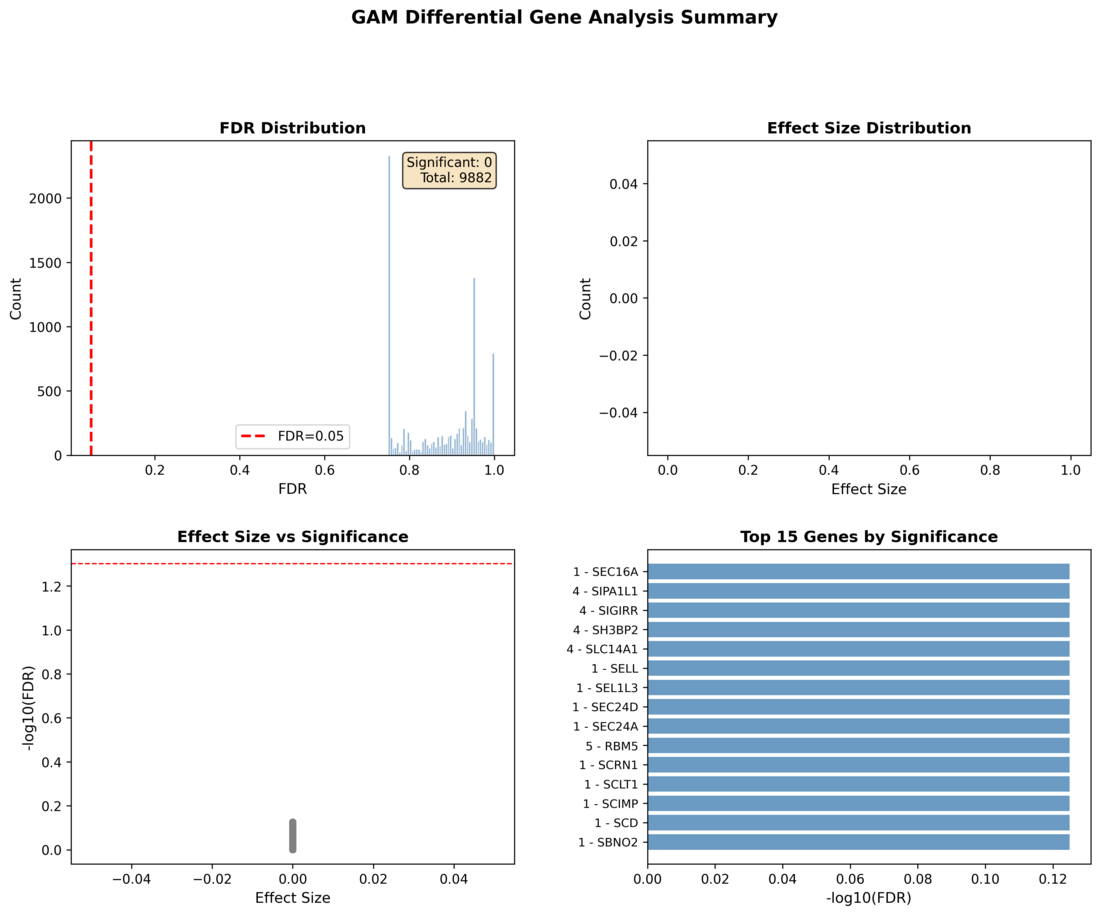 GAM Differential Gene Analysis Summary
FDR Distribution
Significant: 0
Total: 9882
FDR=0.05
Count
2000
1500
1000
500
0
0.2
0.4
0.6
0.8
1.0
FDR
Effect Size Distribution
Count
0.04
0.02
0.00
−0.02
−0.04
0.0
0.2
0.4
0.6
0.8
1.0
Effect Size
Effect Size vs Significance
-log10(FDR)
1.2
1.0
0.8
0.6
0.4
0.2
0.0
−0.04
−0.02
0.00
0.02
0.04
Effect Size
Top 15 Genes by Significance
1 - SEC16A
4 - SIPA1L1
4 - SIGIRR
4 - SH3BP2
4 - SLC14A1
1 - SELL
1 - SEL1L3
1 - SEC24D
1 - SEC24A
5 - RBM5
1 - SCRN1
1 - SCLT1
1 - SCIMP
1 - SCD
1 - SBNO2
0.00
0.02
0.04
0.06
0.08
0.10
0.12
-log10(FDR)